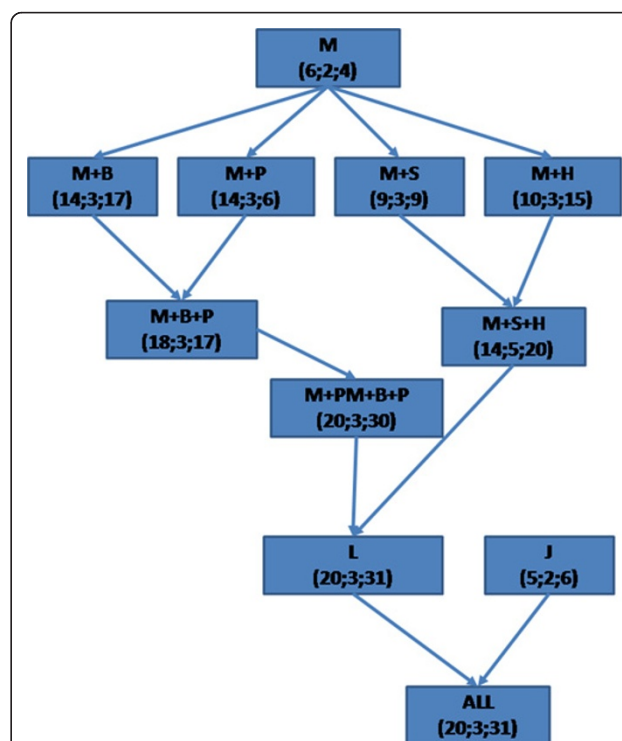 M
(6;2;4)
M+B
(14;3;17)
M+P
(14;3;6)
M+S
(9;3;9)
M+H
(10;3;15)
M+B+P
(18;3;17)
M+S+H
(14;5;20)
M+PM+B+P
(20;3;30)
L
(20;3;31)
J
(5;2;6)
ALL
(20;3;31)